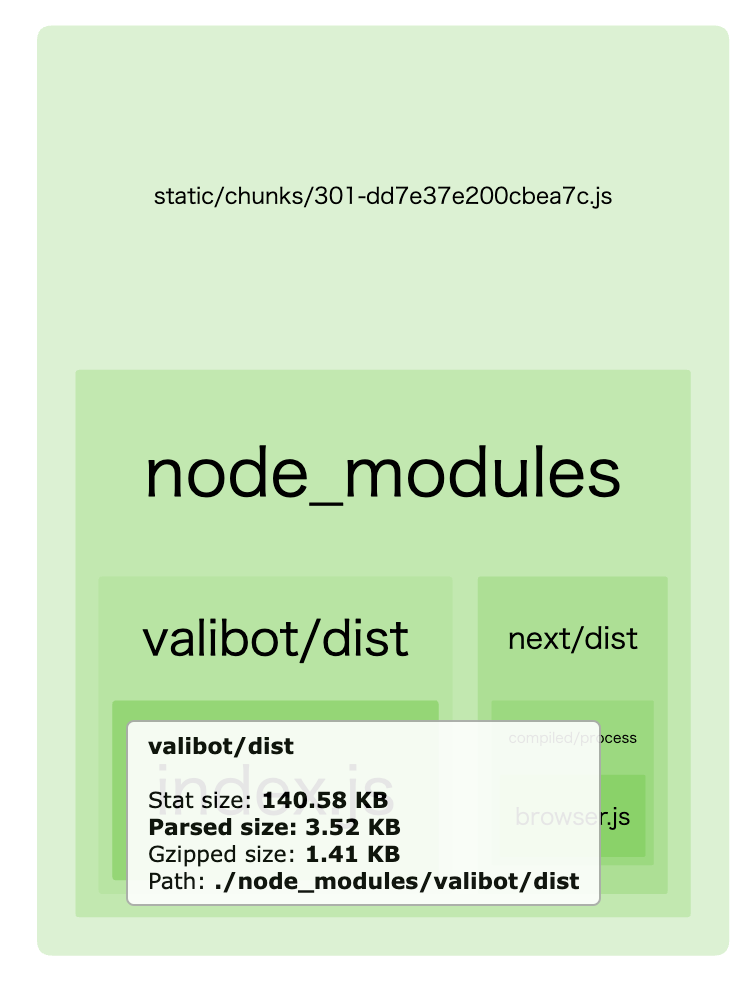 static/chunks/301-dd7e37e200cbea7c.js
node_modules
valibot/dist
next/dist
compiled/process
index.js
browser.js
valibot/dist
Stat size: 140.58 KB
Parsed size: 3.52 KB
Gzipped size: 1.41 KB
Path: ./node_modules/valibot/dist